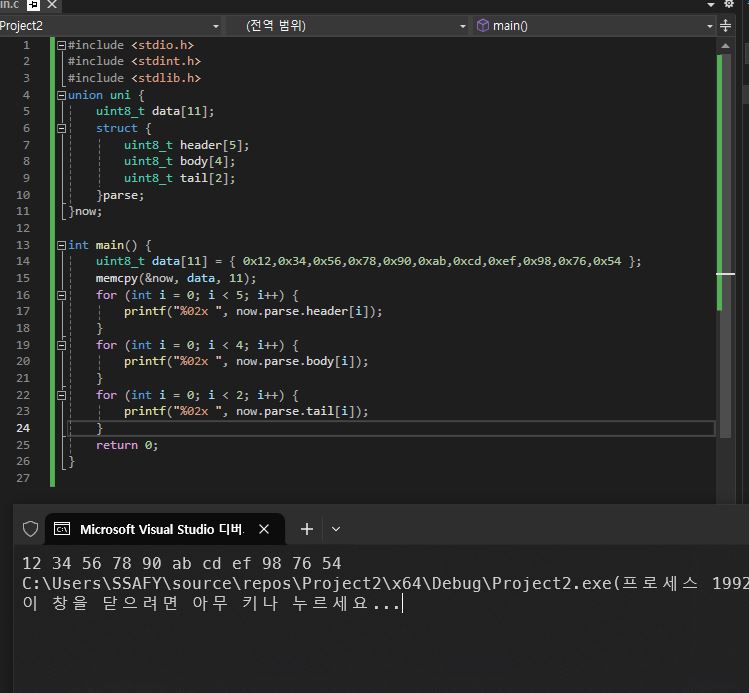 in.c
Project2 (전역 범위) main()
1 #include <stdio.h>
2 #include <stdint.h>
3 #include <stdlib.h>
4 union uni {
5 uint8_t data[11];
6 struct {
7 uint8_t header[5];
8 uint8_t body[4];
9 uint8_t tail[2];
10 }parse;
11 }now;
12
13 int main() {
14 uint8_t data[11] = { 0x12,0x34,0x56,0x78,0x90,0xab,0xcd,0xef,0x98,0x76,0x54 };
15 memcpy(&now, data, 11);
16 for (int i = 0; i < 5; i++) {
17 printf("%02x ", now.parse.header[i]);
18 }
19 for (int i = 0; i < 4; i++) {
20 printf("%02x ", now.parse.body[i]);
21 }
22 for (int i = 0; i < 2; i++) {
23 printf("%02x ", now.parse.tail[i]);
24 }
25 return 0;
26 }
27
Microsoft Visual Studio 디버
12 34 56 78 90 ab cd ef 98 76 54
C:\Users\SSAFY\source\repos\Project2\x64\Debug\Project2.exe(프로세스 1992
이 창을 닫으려면 아무 키나 누르세요...